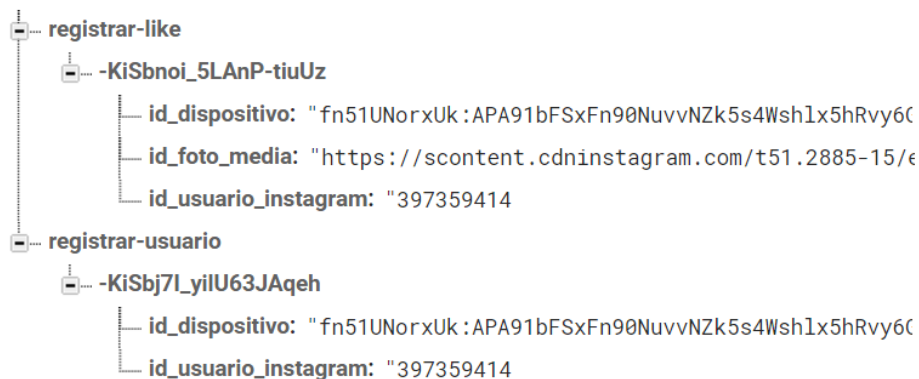 registrar-like
-KiSbnoi_5LAnP-tiuUz
id_dispositivo: "fn51UNorxUk:APA91bFSxFn90NuvvNZk5s4Wshlx5hRvy6
id_foto_media: "https://scontent.cdninstagram.com/t51.2885-15/e
id_usuario_instagram: "397359414
registrar-usuario
-KiSbj7I_yiIU63JAqeh
id_dispositivo: "fn51UNorxUk:APA91bFSxFn90NuvvNZk5s4Wshlx5hRvy6
id_usuario_instagram: "397359414